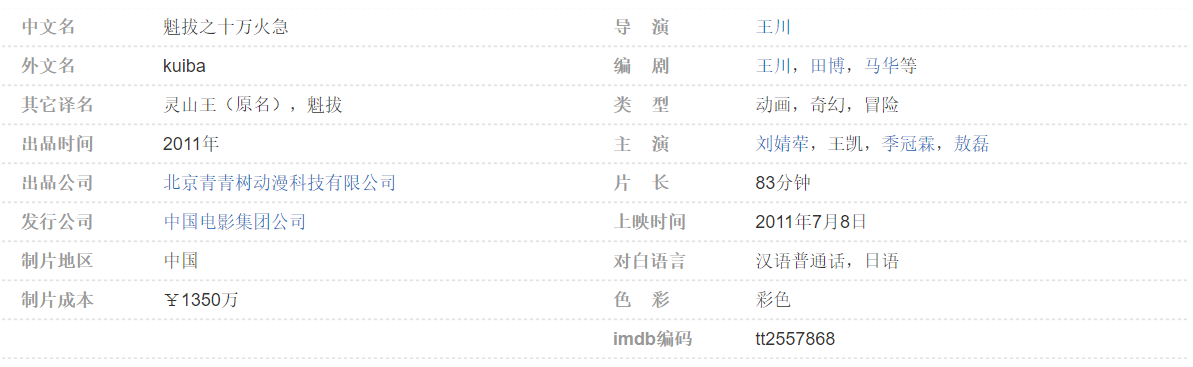 中文名 魁拔之十万火急 导 演 王川
外文名 kuiba 编 剧 王川，田博，马华等
其它译名 灵山王（原名），魁拔 类 型 动画，奇幻，冒险
出品时间 2011年 主 演 刘婧荦，王凯，季冠霖，敖磊
出品公司 北京青青树动漫科技有限公司 片 长 83分钟
发行公司 中国电影集团公司 上映时间 2011年7月8日
制片地区 中国 对白语言 汉语普通话，日语
制片成本 ￥1350万 色 彩 彩色
imdb编码 tt2557868